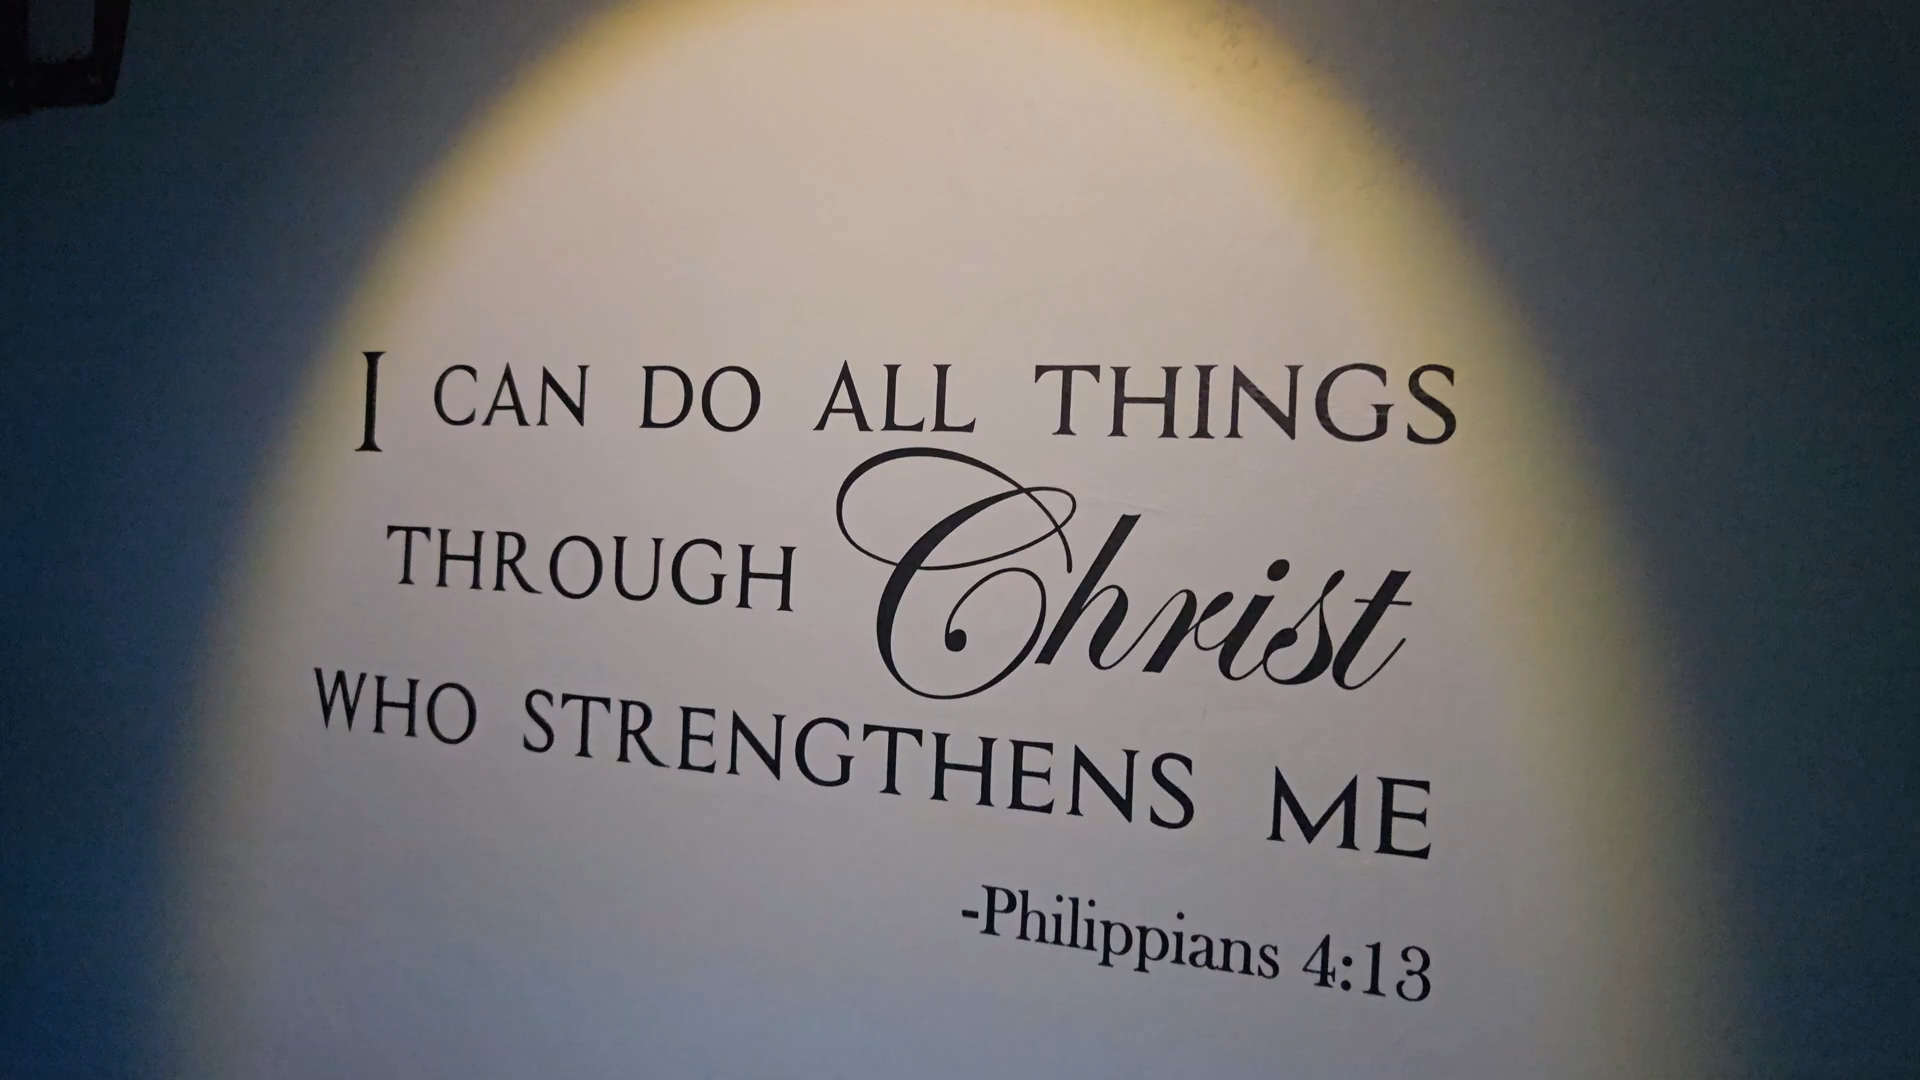 I CAN DO ALL THINGS
THROUGH Christ
WHO STRENGTHENS ME
-Philippians 4:13